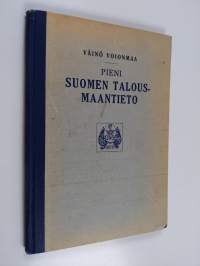 VÄINÖ VOIONMAA
PIENI
SUOMEN TALOUS-
MAANTIETO